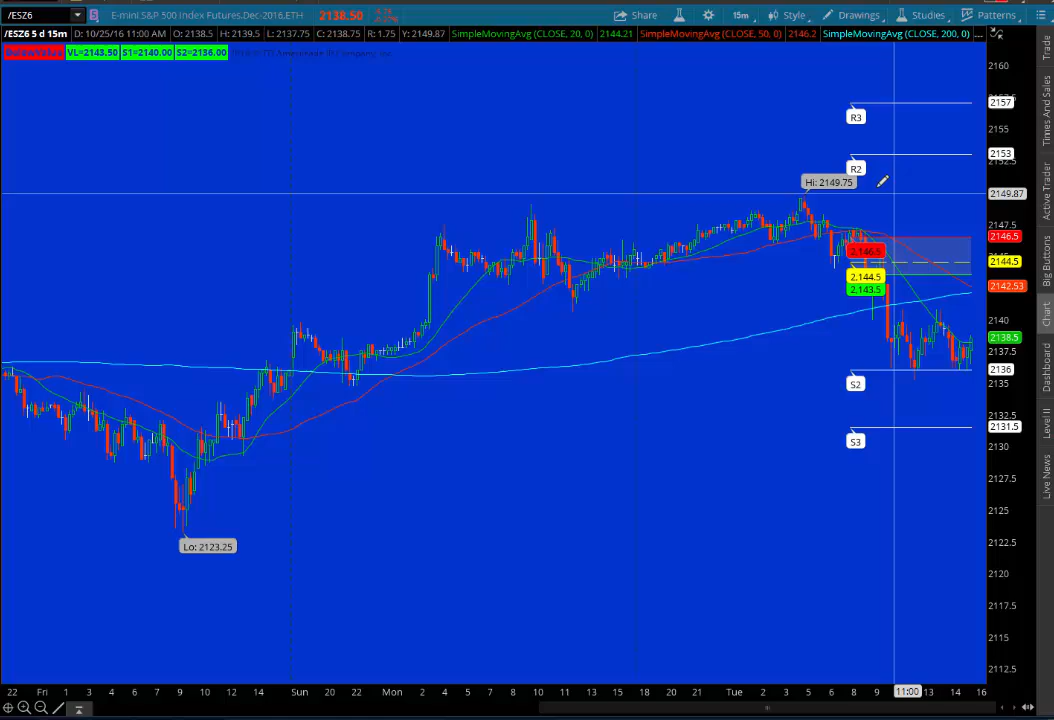 /ESZ6 E-mini S&P 500 Index Futures,Dec-2016,ETH 2138.50 Share 15m Style Drawings Studies Patterns
/ESZ6 5 d 15m D: 10/25/16 11:00 AM O: 2138.5 H: 2139.5 L: 2137.75 C: 2138.75 R: 1.75 Y: 2149.87 SimpleMovingAvg (CLOSE, 20, 0) 2144.21 SimpleMovingAvg (CLOSE, 50, 0) 2146.2 SimpleMovingAvg (CLOSE, 200, 0) ...
VL=2143.50 S1=2140.00 S2=2136.00
2160
2157
R3
2155
2153
R2
Hi: 2149.75
2149.87
2147.5
2146.5
2,146.5
2144.5
2,144.5
2,143.5
2142.53
2140
2138.5
2137.5
2136
2135
S2
2132.5
2131.5
S3
2130
2127.5
2125
2122.5
Lo: 2123.25
2120
2117.5
2115
2112.5
22 Fri 1 3 4 6 7 9 10 12 14 Sun 20 22 Mon 2 4 5 7 8 10 11 13 14 15 18 20 21 Tue 2 3 5 6 8 9 11:00 13 14 16
Trade
Times And Sales
Active Trader
Big Buttons
Chart
Dashboard
Level II
Live News